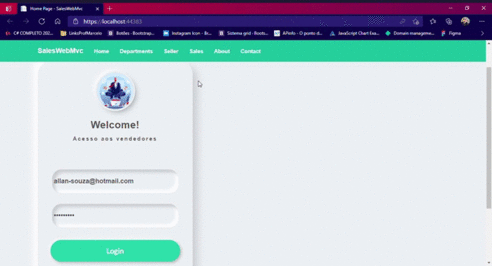 Home Page - SalesWebMvc
https://localhost:44383
C# COMPLETO 202... LinksProfMarcelo Botões · Bootstrap... Instagram Icon - Bo... Sistema grid · Boots... APinfo - O ponto d... JavaScript Chart Exa... Domain manageme... Figma
SalesWebMvc Home Departments Seller Sales About Contact
Welcome!
Acesso aos vendedores
allan-souza@hotmail.com
Login